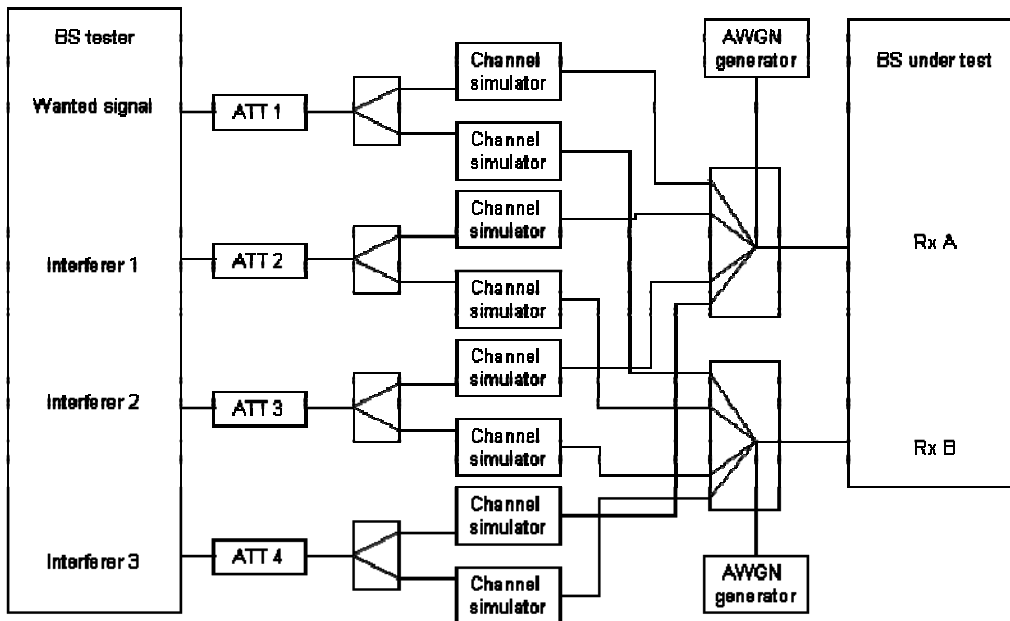 BS tester
Wanted signal
Interferer 1
Interferer 2
Interferer 3
ATT 1
ATT 2
ATT 3
ATT 4
Channel
simulator
Channel
simulator
Channel
simulator
Channel
simulator
Channel
simulator
Channel
simulator
Channel
simulator
Channel
simulator
AWGN
generator
AWGN
generator
BS under test
Rx A
Rx B